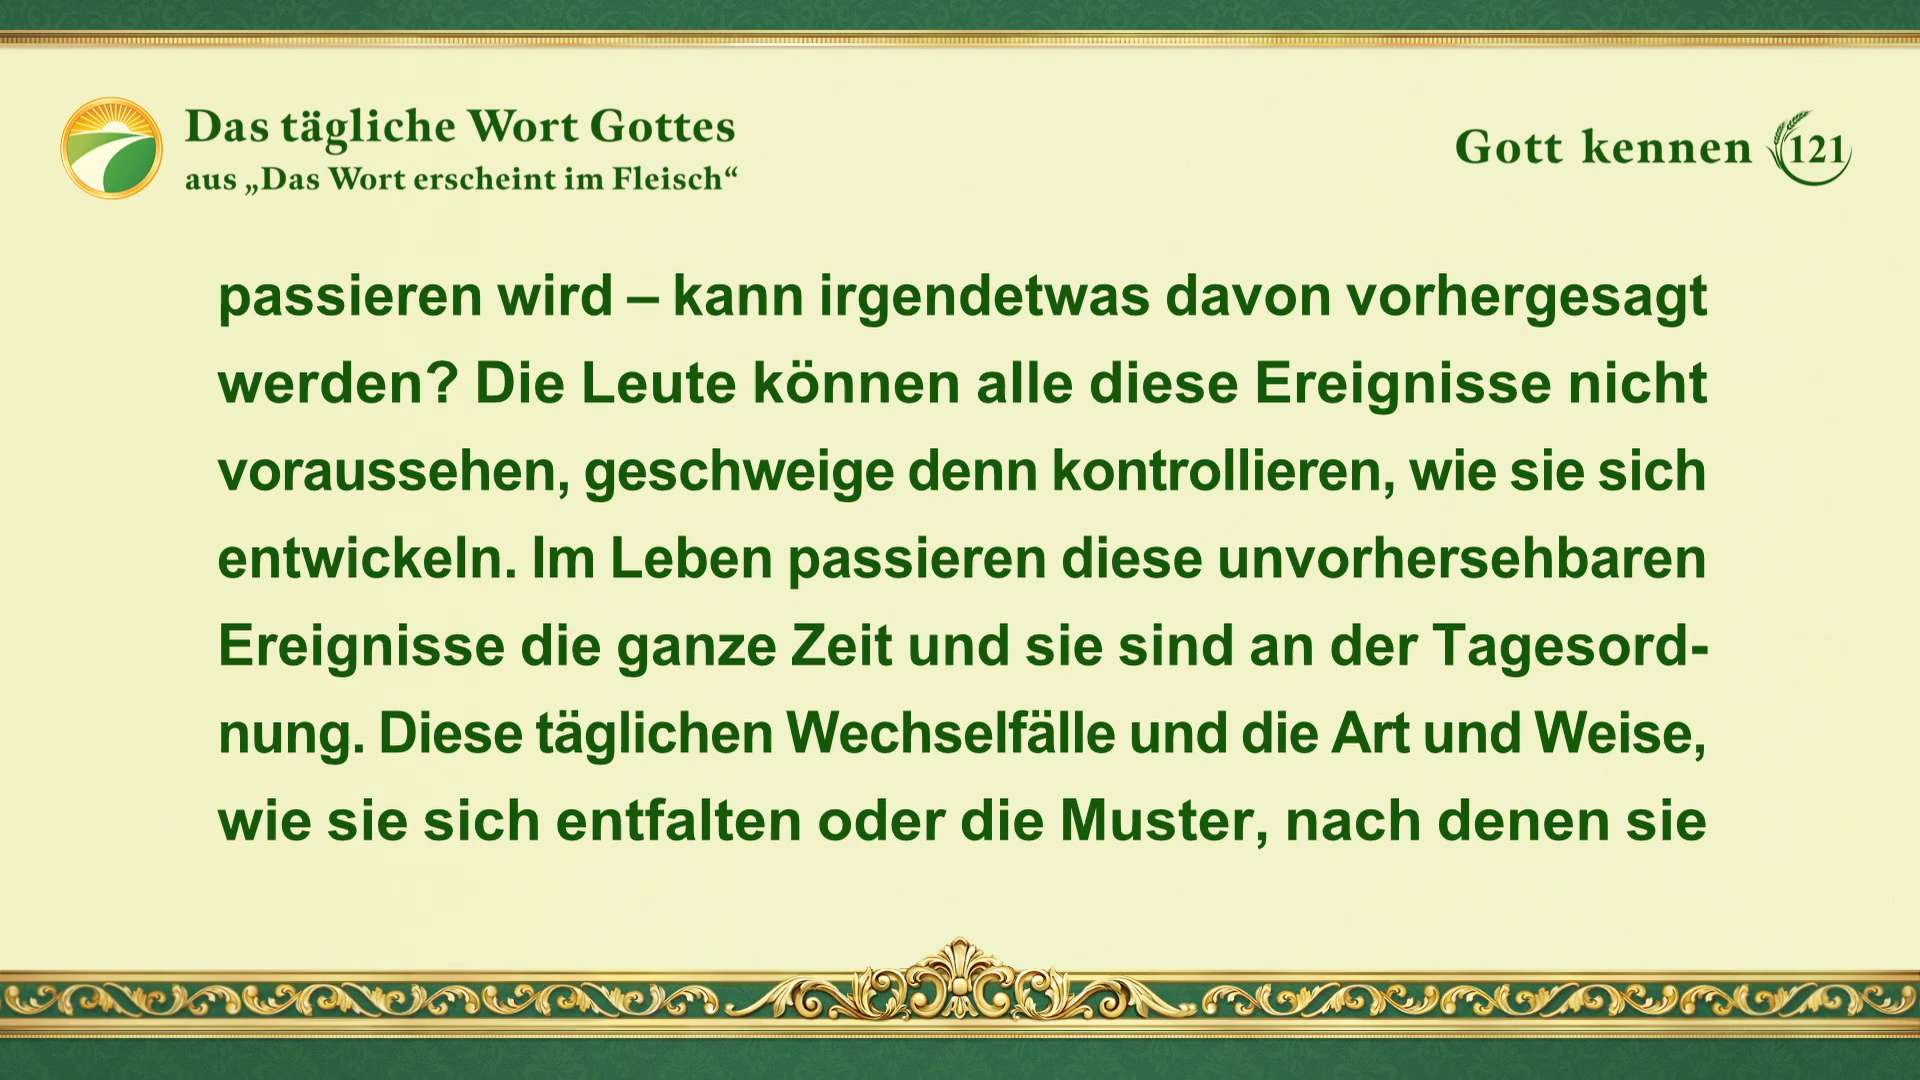 Das tägliche Wort Gottes
aus „Das Wort erscheint im Fleisch“
Gott kennen 121
passieren wird – kann irgendetwas davon vorhergesagt
werden? Die Leute können alle diese Ereignisse nicht
voraussehen, geschweige denn kontrollieren, wie sie sich
entwickeln. Im Leben passieren diese unvorhersehbaren
Ereignisse die ganze Zeit und sie sind an der Tagesord-
nung. Diese täglichen Wechselfälle und die Art und Weise,
wie sie sich entfalten oder die Muster, nach denen sie